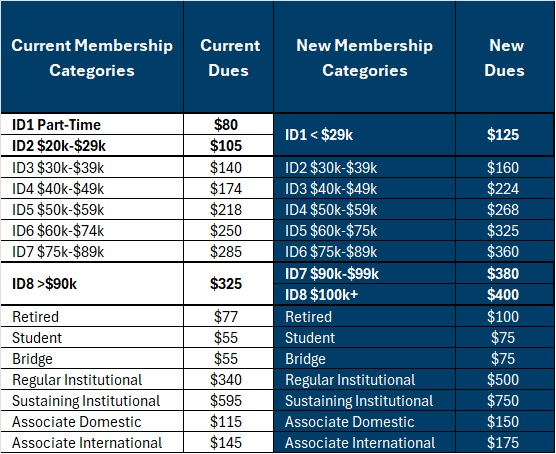 Current Membership Categories | Current Dues | New Membership Categories | New Dues
ID1 Part-Time | $80 | ID1 < $29k | $125
ID2 $20k-$29k | $105
ID3 $30k-$39k | $140 | ID2 $30k-$39k | $160
ID4 $40k-$49k | $174 | ID3 $40k-$49k | $224
ID5 $50k-$59k | $218 | ID4 $50k-$59k | $268
ID6 $60k-$74k | $250 | ID5 $60k-$75k | $325
ID7 $75k-$89k | $285 | ID6 $75k-$89k | $360
ID8 >$90k | $325 | ID7 $90k-$99k | $380
ID8 $100k+ | $400
Retired | $77 | Retired | $100
Student | $55 | Student | $75
Bridge | $55 | Bridge | $75
Regular Institutional | $340 | Regular Institutional | $500
Sustaining Institutional | $595 | Sustaining Institutional | $750
Associate Domestic | $115 | Associate Domestic | $150
Associate International | $145 | Associate International | $175